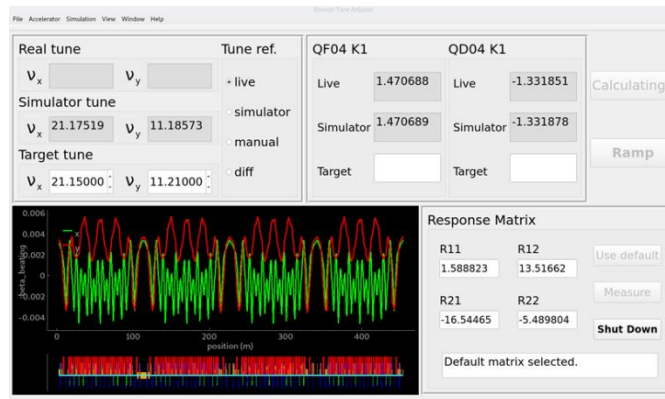 Booster Tune Adjuster
File Accelerator Simulation View Window Help
Real tune
νx νy
Simulator tune
νx 21.17519 νy 11.18573
Target tune
νx 21.15000 νy 11.21000
Tune ref.
live
simulator
manual
diff
QF04 K1
Live 1.470688
Simulator 1.470689
Target
QD04 K1
Live -1.331851
Simulator -1.331878
Target
Calculating
Ramp
x
y
beta_beating
0.006
0.004
0.002
0
-0.002
-0.004
0 100 200 300 400
position (m)
Response Matrix
R11 R12
1.588823 13.51662
R21 R22
-16.54465 -5.489804
Use default
Measure
Shut Down
Default matrix selected.